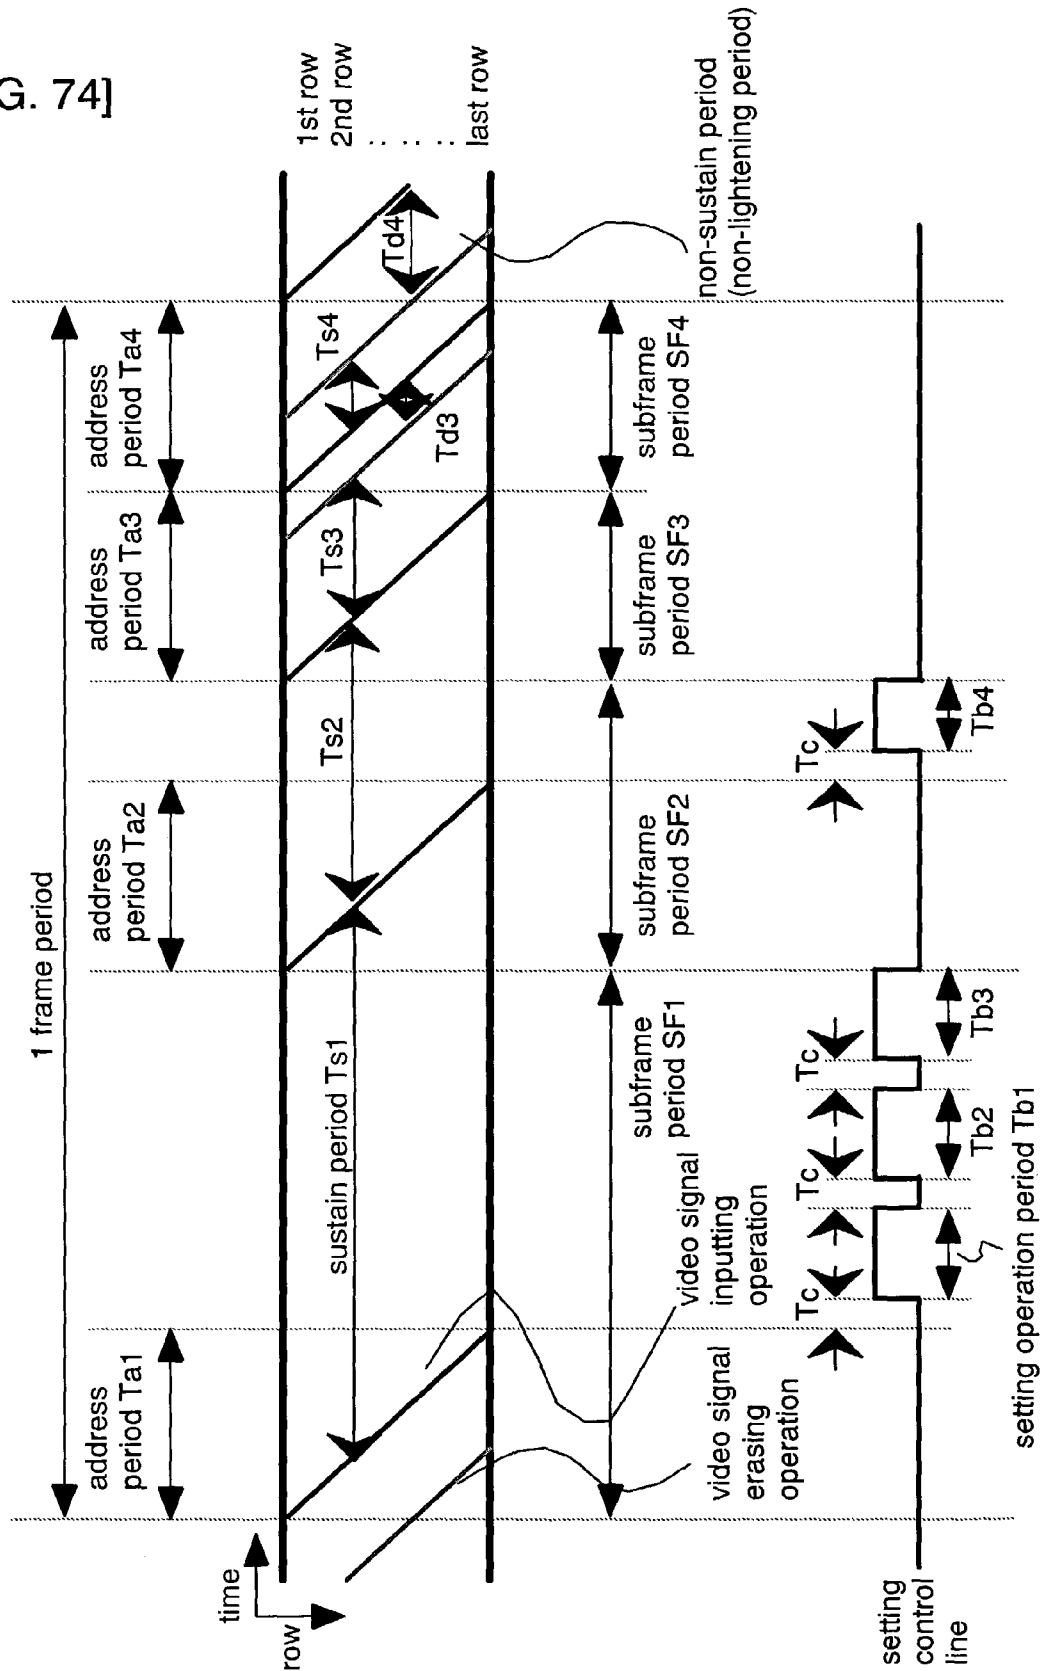 G. 74]
1 frame period
address
period Ta1
address
period Ta2
address
period Ta3
address
period Ta4
time
row
sustain period Ts1
Ts2
Ts3
Ts4
Td3
Td4
1st row
2nd row
last row
non-sustain period
(non-lightening period)
video signal
erasing
operation
video signal
inputting
operation
subframe
period SF1
subframe
period SF2
subframe
period SF3
subframe
period SF4
setting
control
line
Tc
Tc
Tc
Tc
setting operation period Tb1
Tb2
Tb3
Tb4